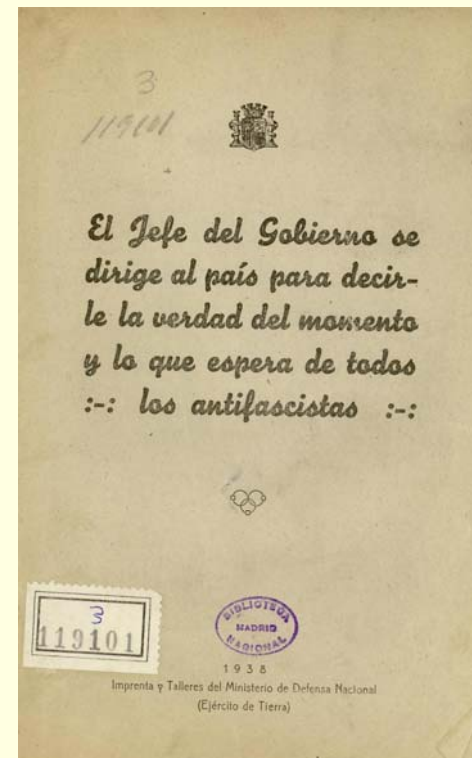 3
119101
El Jefe del Gobierno se
dirige al país para decir-
le la verdad del momento
y lo que espera de todos
:-: los antifascistas :-:
3
119101
BIBLIOTECA
MADRID
NACIONAL
1938
Imprenta y Talleres del Ministerio de Defensa Nacional
(Ejército de Tierra)